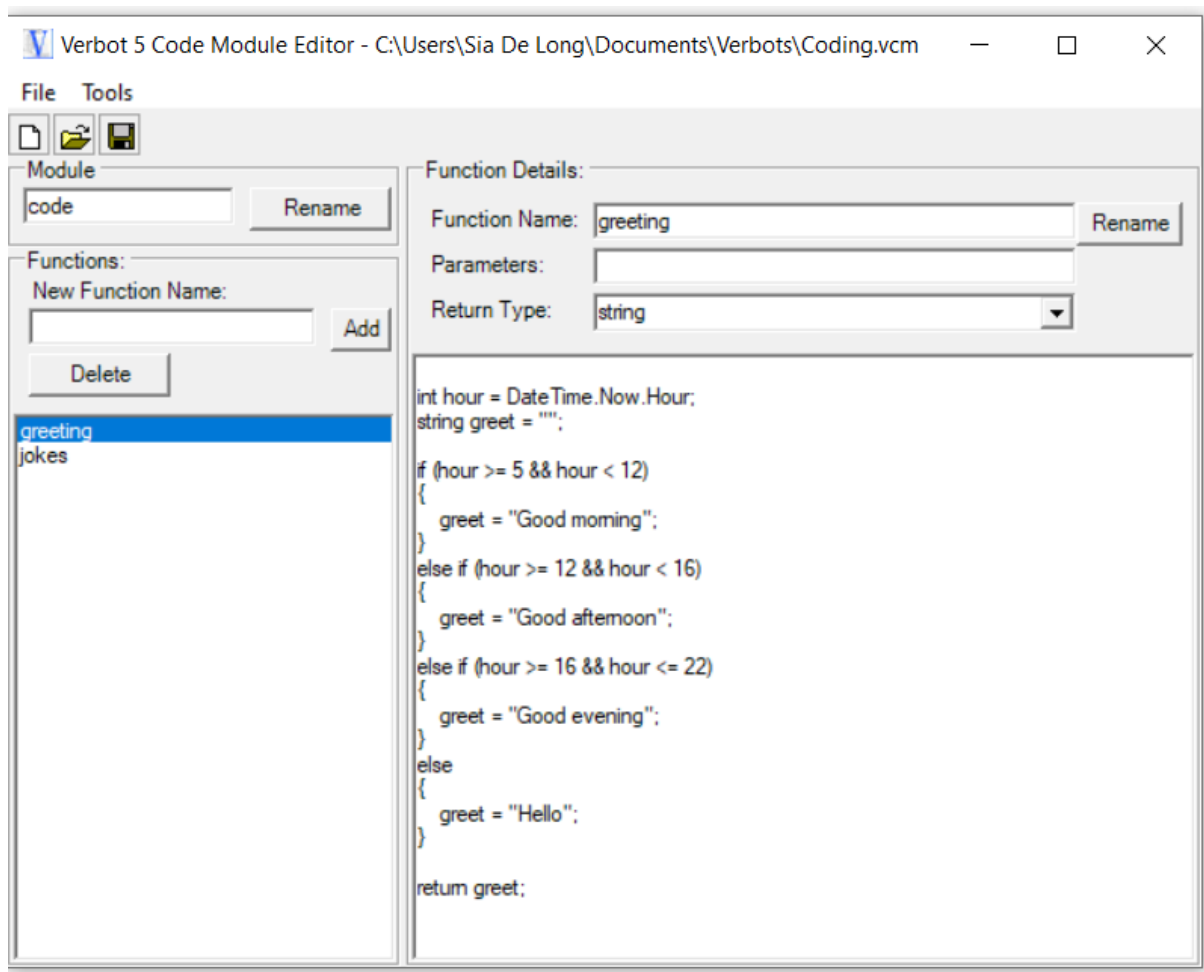 Verbot 5 Code Module Editor - C:\Users\Sia De Long\Documents\Verbots\Coding.vcm
File Tools
Module
code Rename
Functions:
New Function Name:
Add
Delete
greeting
jokes
Function Details:
Function Name: greeting Rename
Parameters:
Return Type: string
int hour = DateTime.Now.Hour;
string greet = "";
if (hour >= 5 && hour < 12)
{
greet = "Good morning";
}
else if (hour >= 12 && hour < 16)
{
greet = "Good afternoon";
}
else if (hour >= 16 && hour <= 22)
{
greet = "Good evening";
}
else
{
greet = "Hello";
}
return greet;